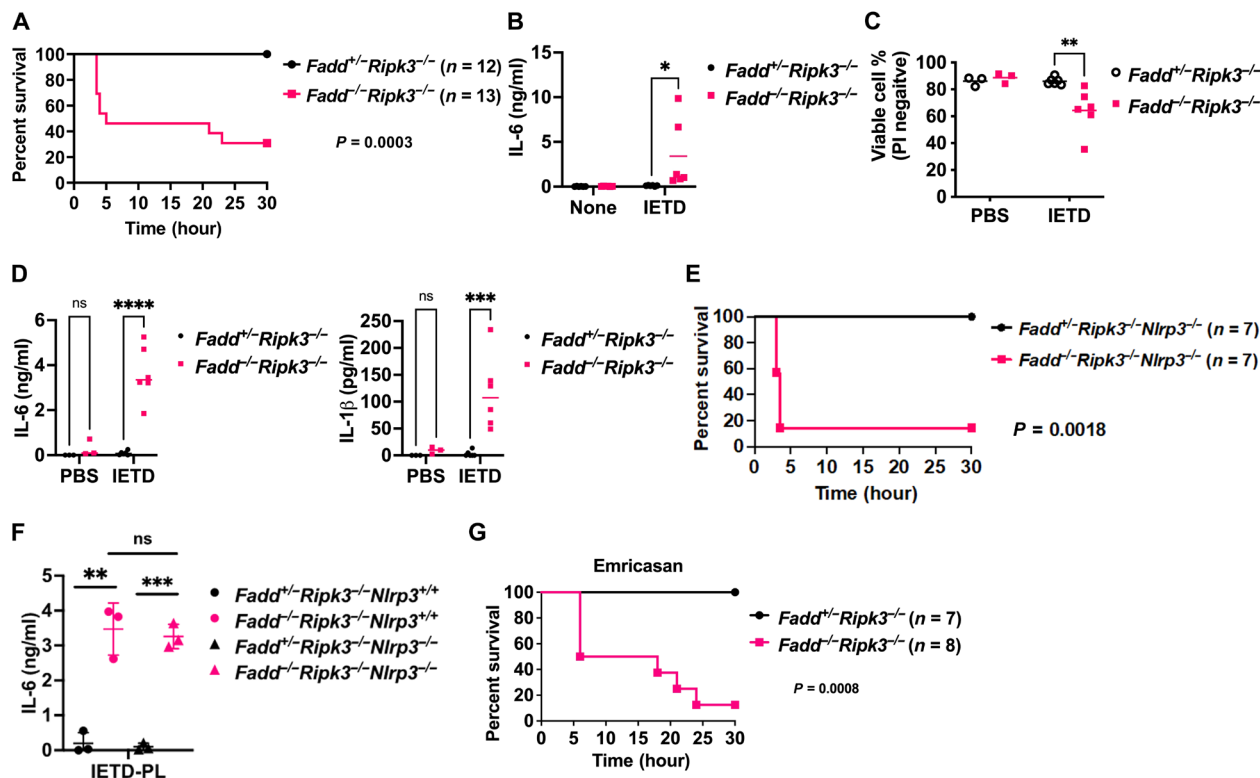 A
Percent survival
100
80
60
40
20
0
0 5 10 15 20 25 30
Time (hour)
Fadd+/–Ripk3–/– (n = 12)
Fadd–/–Ripk3–/– (n = 13)
P = 0.0003
B
IL-6 (ng/ml)
15
10
5
0
*
None IETD
Fadd+/–Ripk3–/–
Fadd–/–Ripk3–/–
C
Viable cell %
(PI negaitve)
100
80
60
40
20
0
**
PBS IETD
Fadd+/–Ripk3–/–
Fadd–/–Ripk3–/–
D
IL-6 (ng/ml)
6
4
2
0
ns ****
PBS IETD
Fadd+/–Ripk3–/–
Fadd–/–Ripk3–/–
IL-1β (pg/ml)
250
200
150
100
50
0
ns ***
PBS IETD
Fadd+/–Ripk3–/–
Fadd–/–Ripk3–/–
E
Percent survival
100
80
60
40
20
0
0 5 10 15 20 25 30
Time (hour)
Fadd+/–Ripk3–/–Nlrp3–/– (n = 7)
Fadd–/–Ripk3–/–Nlrp3–/– (n = 7)
P = 0.0018
F
IL-6 (ng/ml)
5
4
3
2
1
0
ns
** ***
IETD-PL
Fadd+/–Ripk3–/–Nlrp3+/+
Fadd–/–Ripk3–/–Nlrp3+/+
Fadd+/–Ripk3–/–Nlrp3–/–
Fadd–/–Ripk3–/–Nlrp3–/–
G
Emricasan
Percent survival
100
80
60
40
20
0
0 5 10 15 20 25 30
Time (hour)
Fadd+/–Ripk3–/– (n = 7)
Fadd–/–Ripk3–/– (n = 8)
P = 0.0008